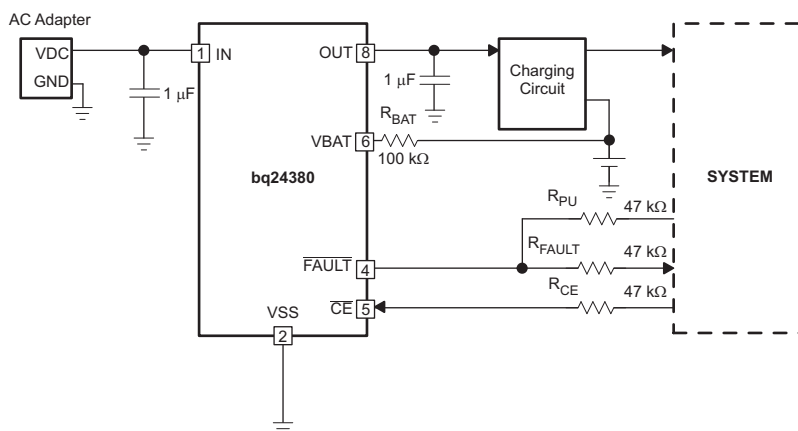 AC Adapter
VDC
GND
1 μF
1 IN
OUT 8
1 μF
Charging
Circuit
R_BAT
VBAT 6
100 kΩ
bq24380
SYSTEM
R_PU
47 kΩ
R_FAULT
47 kΩ
FAULT 4
R_CE
47 kΩ
CE 5
VSS
2